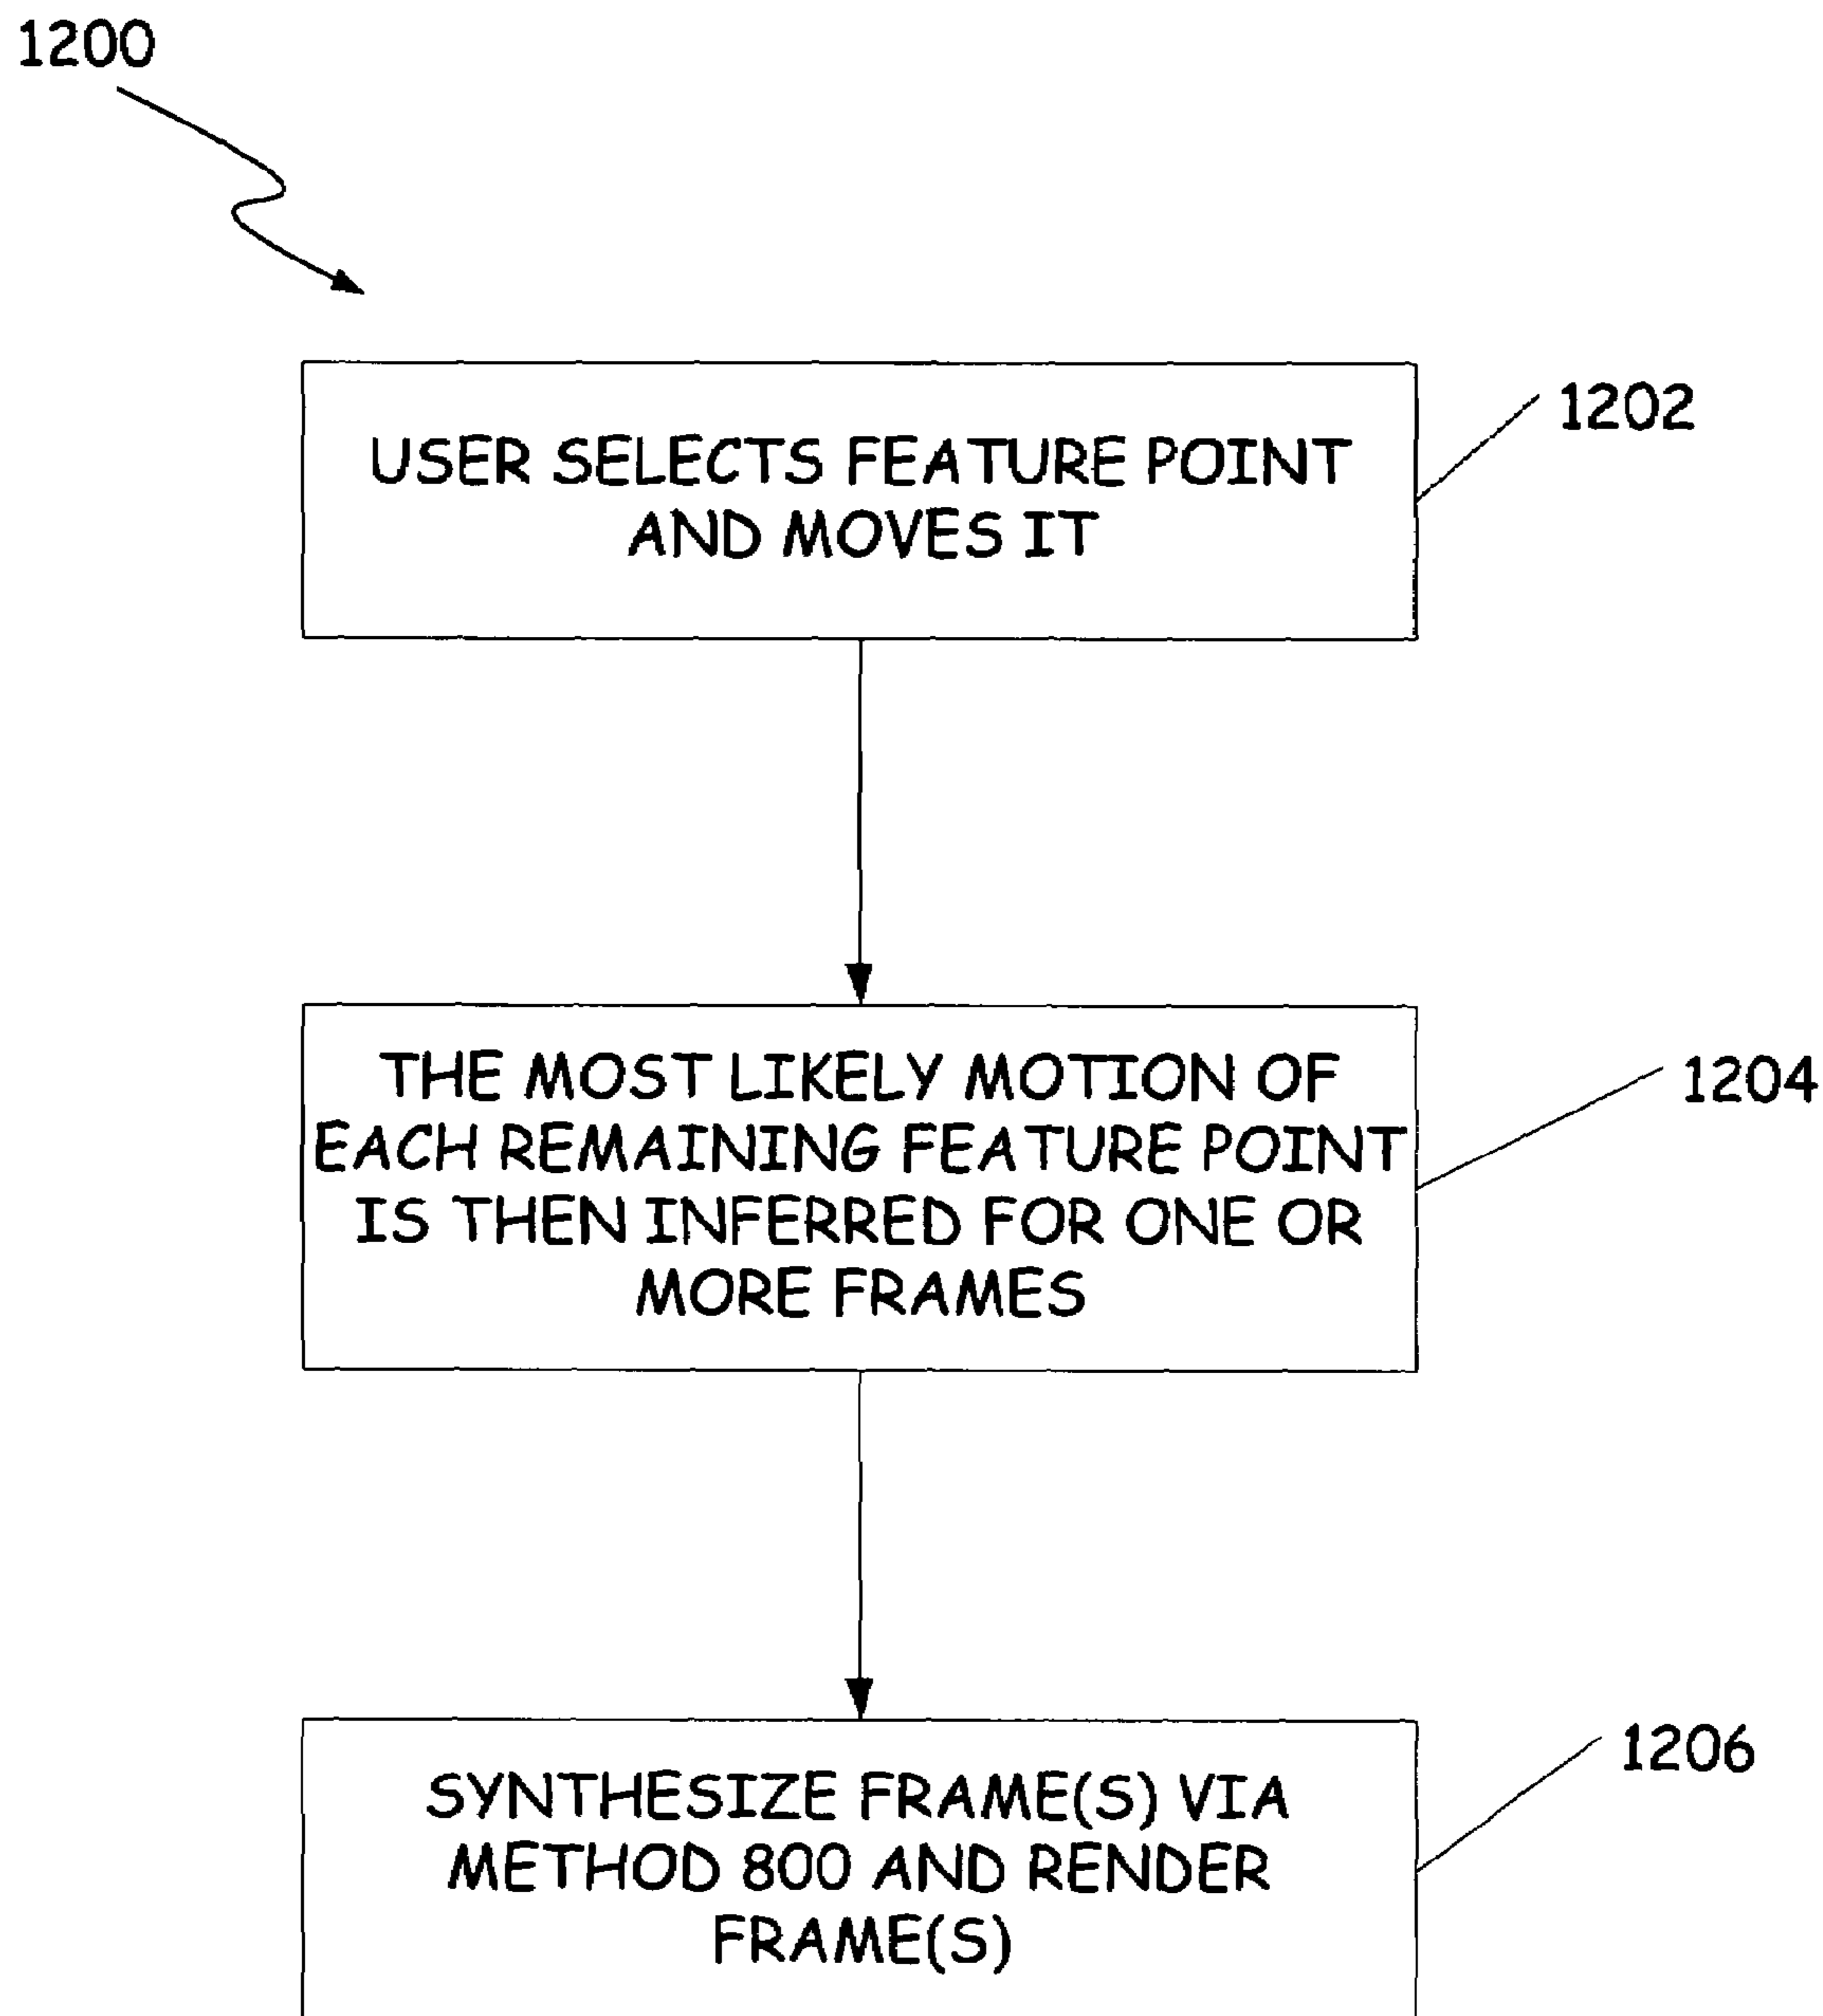 1200
USER SELECTS FEATURE POINT
AND MOVES IT
1202
THE MOST LIKELY MOTION OF
EACH REMAINING FEATURE POINT
IS THEN INFERRED FOR ONE OR
MORE FRAMES
1204
SYNTHESIZE FRAME(S) VIA
METHOD 800 AND RENDER
FRAME(S)
1206